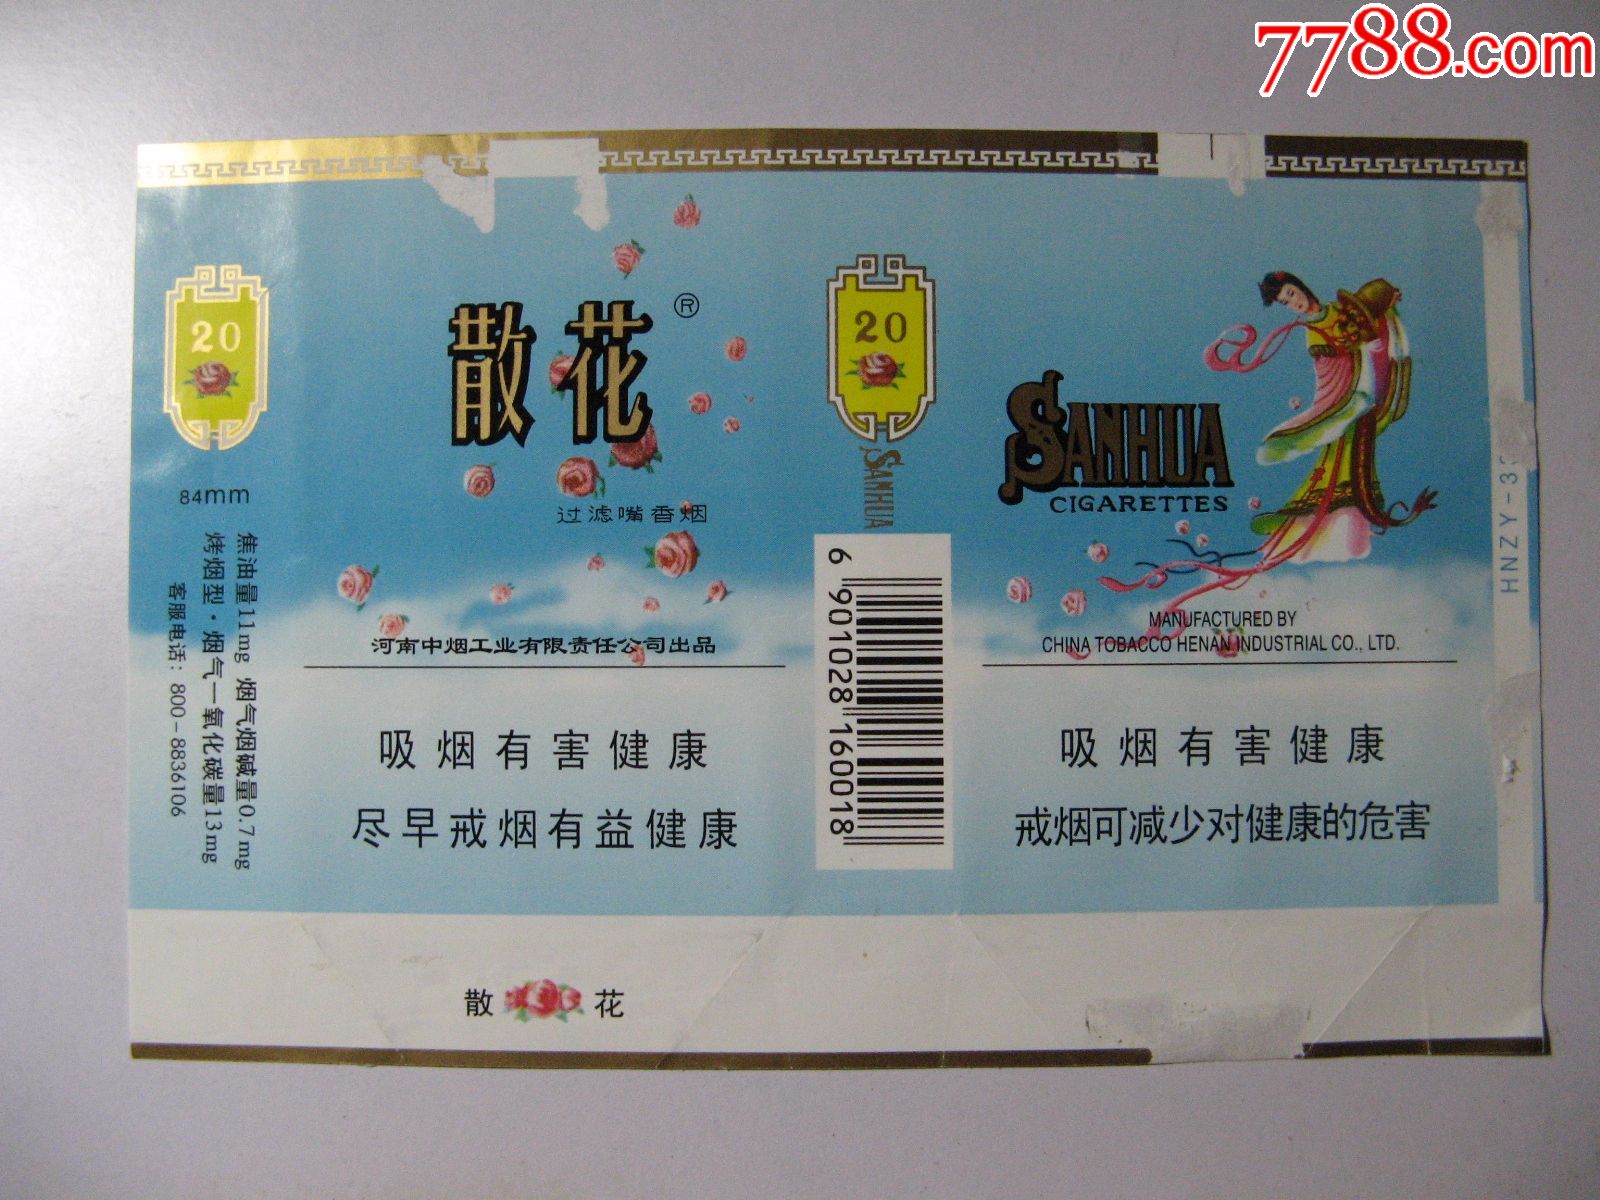 7788.com
20
84mm
焦油量11mg 烟气烟碱量0.7mg
烤烟型·烟气一氧化碳量13mg
客服电话：800-8836106
散花®
过滤嘴香烟
河南中烟工业有限责任公司出品
吸烟有害健康
尽早戒烟有益健康
散花
20
SANHUA
6 901028 160018
SANHUA
CIGARETTES
MANUFACTURED BY
CHINA TOBACCO HENAN INDUSTRIAL CO., LTD.
吸烟有害健康
戒烟可减少对健康的危害
HNZY-3